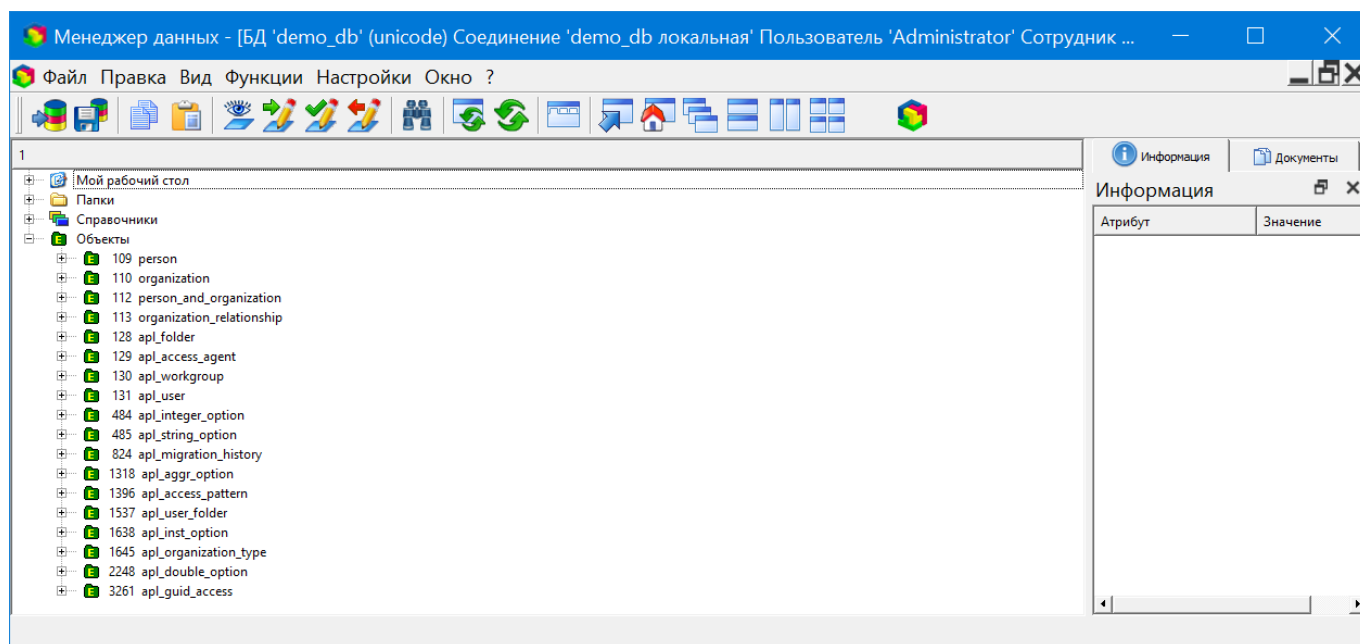 Менеджер данных - [БД 'demo_db' (unicode) Соединение 'demo_db локальная' Пользователь 'Administrator' Сотрудник ...
Файл Правка Вид Функции Настройки Окно ?
1
Мой рабочий стол
Папки
Справочники
Объекты
109 person
110 organization
112 person_and_organization
113 organization_relationship
128 apl_folder
129 apl_access_agent
130 apl_workgroup
131 apl_user
484 apl_integer_option
485 apl_string_option
824 apl_migration_history
1318 apl_aggr_option
1396 apl_access_pattern
1537 apl_user_folder
1638 apl_inst_option
1645 apl_organization_type
2248 apl_double_option
3261 apl_guid_access
Информация Документы
Информация
Атрибут Значение